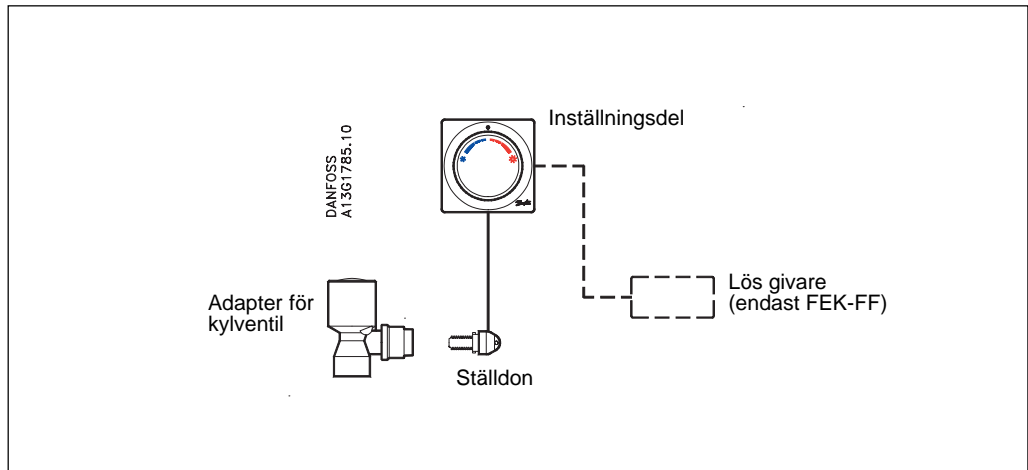 Inställningsdel
DANFOSS
A13G1785.10
Lös givare
(endast FEK-FF)
Adapter för
kylventil
Ställdon